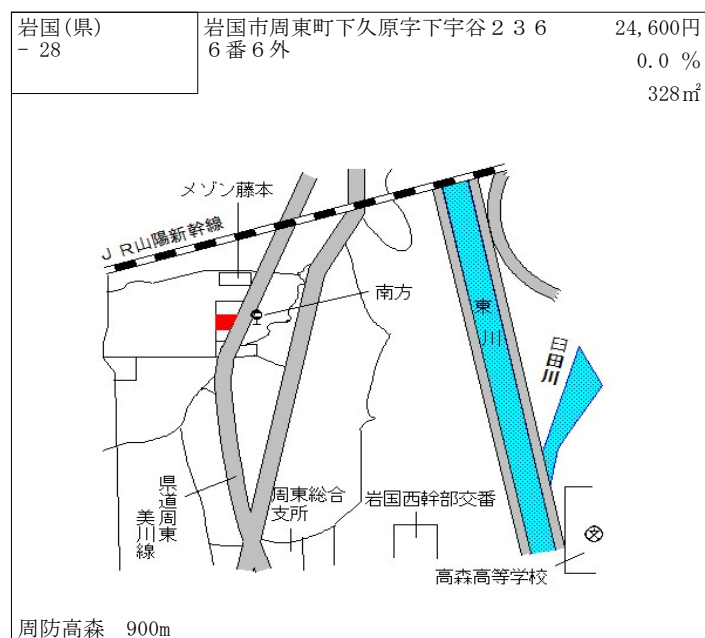 岩国(県)
- 28
岩国市周東町下久原字下宇谷２３６
６番６外
24,600円
0.0 %
328㎡
メゾン藤本
ＪＲ山陽新幹線
南方
東川
臼田川
県道周東
美川線
周東総合
支所
岩国西幹部交番
文
高森高等学校
周防高森　900m